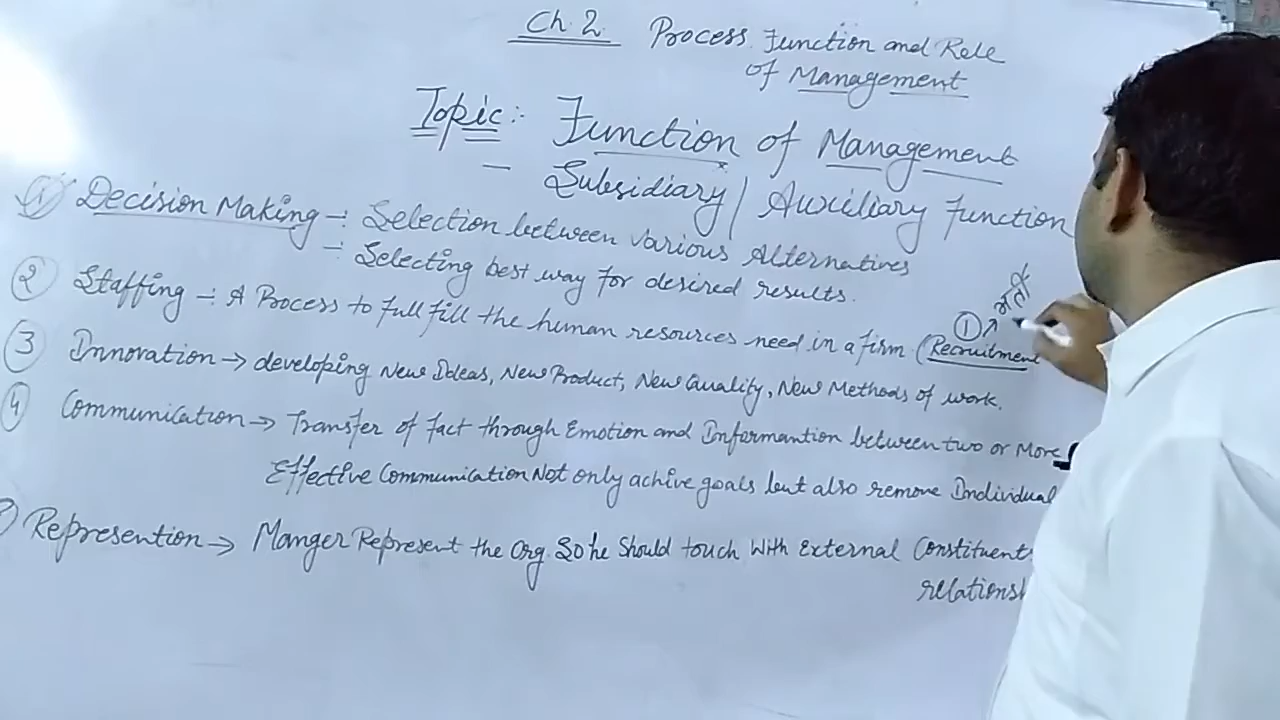 Ch. 2. Process, Function and Role
of Management
Topic:- Function of Management
- Subsidiary / Auxiliary Function
① Decision Making -: Selection between various Alternatives
-: Selecting best way for desired results.
② Staffing -: A Process to full fill the human resources need in a firm (Recruitment
① ↗ भर्ती
③ Innovation → developing New Ideas, New Product, New Quality, New Methods of work.
④ Communication → Transfer of fact through Emotion and Informantion between two or More
Effective Communication Not only achive goals but also remove Individual
Represention → Manger Represent the Org. So he Should touch With External Constituent